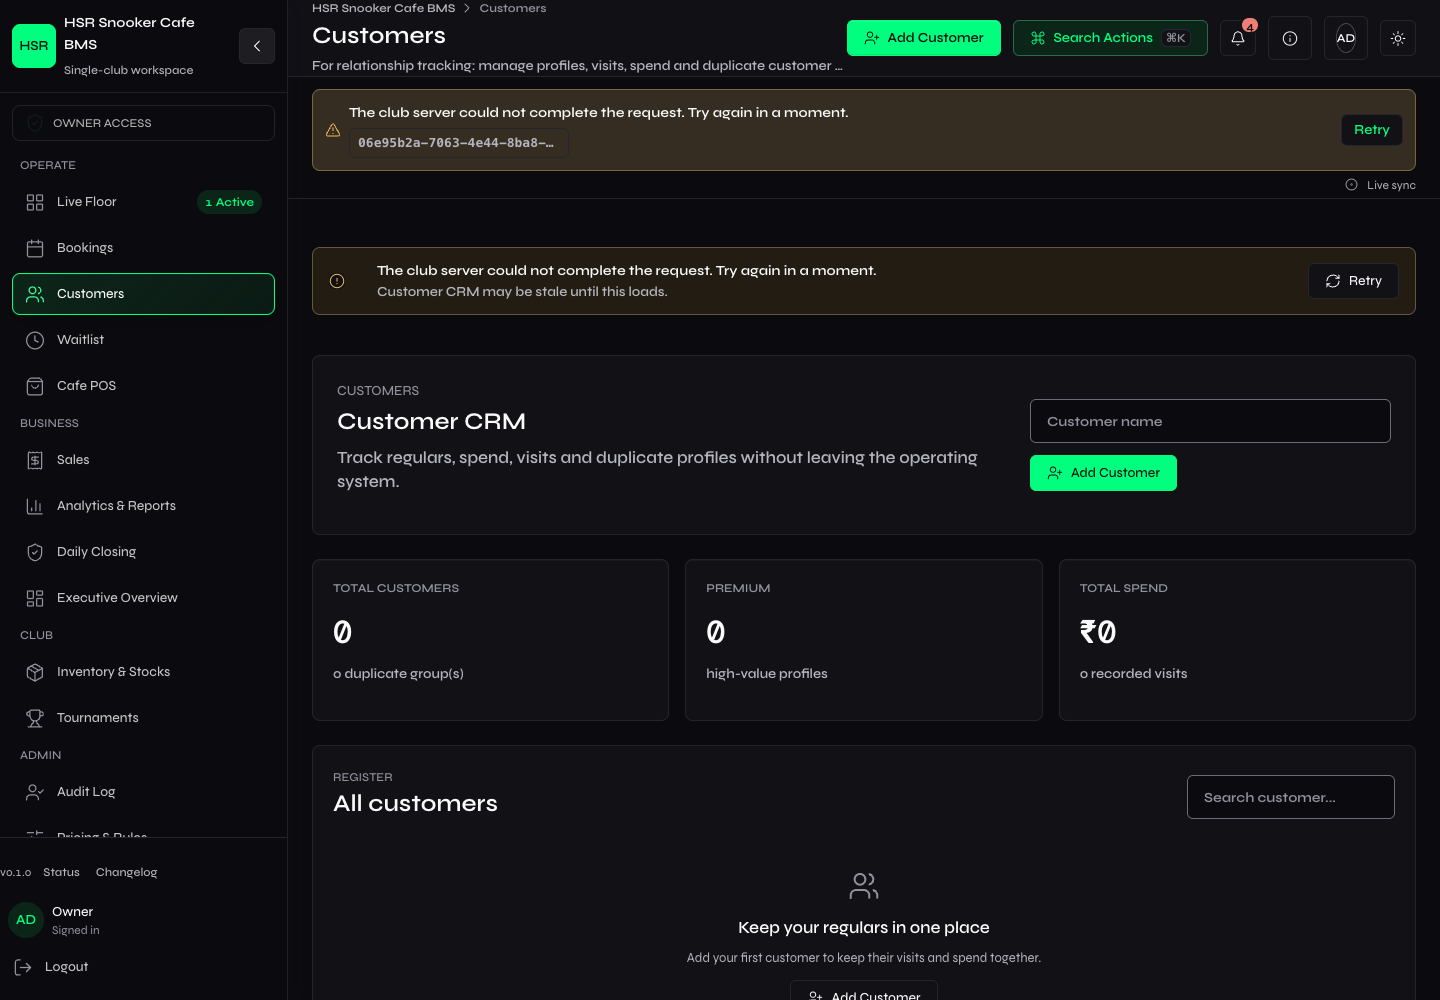 HSR
HSR Snooker Cafe
BMS
Single-club workspace
OWNER ACCESS
OPERATE
Live Floor
1 Active
Bookings
Customers
Waitlist
Cafe POS
BUSINESS
Sales
Analytics & Reports
Daily Closing
Executive Overview
CLUB
Inventory & Stocks
Tournaments
ADMIN
Audit Log
Pricing & Rules
v0.1.0 Status Changelog
AD
Owner
Signed in
Logout
HSR Snooker Cafe BMS > Customers
Customers
For relationship tracking: manage profiles, visits, spend and duplicate customer ...
Add Customer
Search Actions ⌘K
4
AD
The club server could not complete the request. Try again in a moment.
06e95b2a-7063-4e44-8ba8-…
Retry
Live sync
The club server could not complete the request. Try again in a moment.
Customer CRM may be stale until this loads.
Retry
CUSTOMERS
Customer CRM
Track regulars, spend, visits and duplicate profiles without leaving the operating
system.
Customer name
Add Customer
TOTAL CUSTOMERS
0
0 duplicate group(s)
PREMIUM
0
high-value profiles
TOTAL SPEND
₹0
0 recorded visits
REGISTER
All customers
Search customer...
Keep your regulars in one place
Add your first customer to keep their visits and spend together.
Add Customer